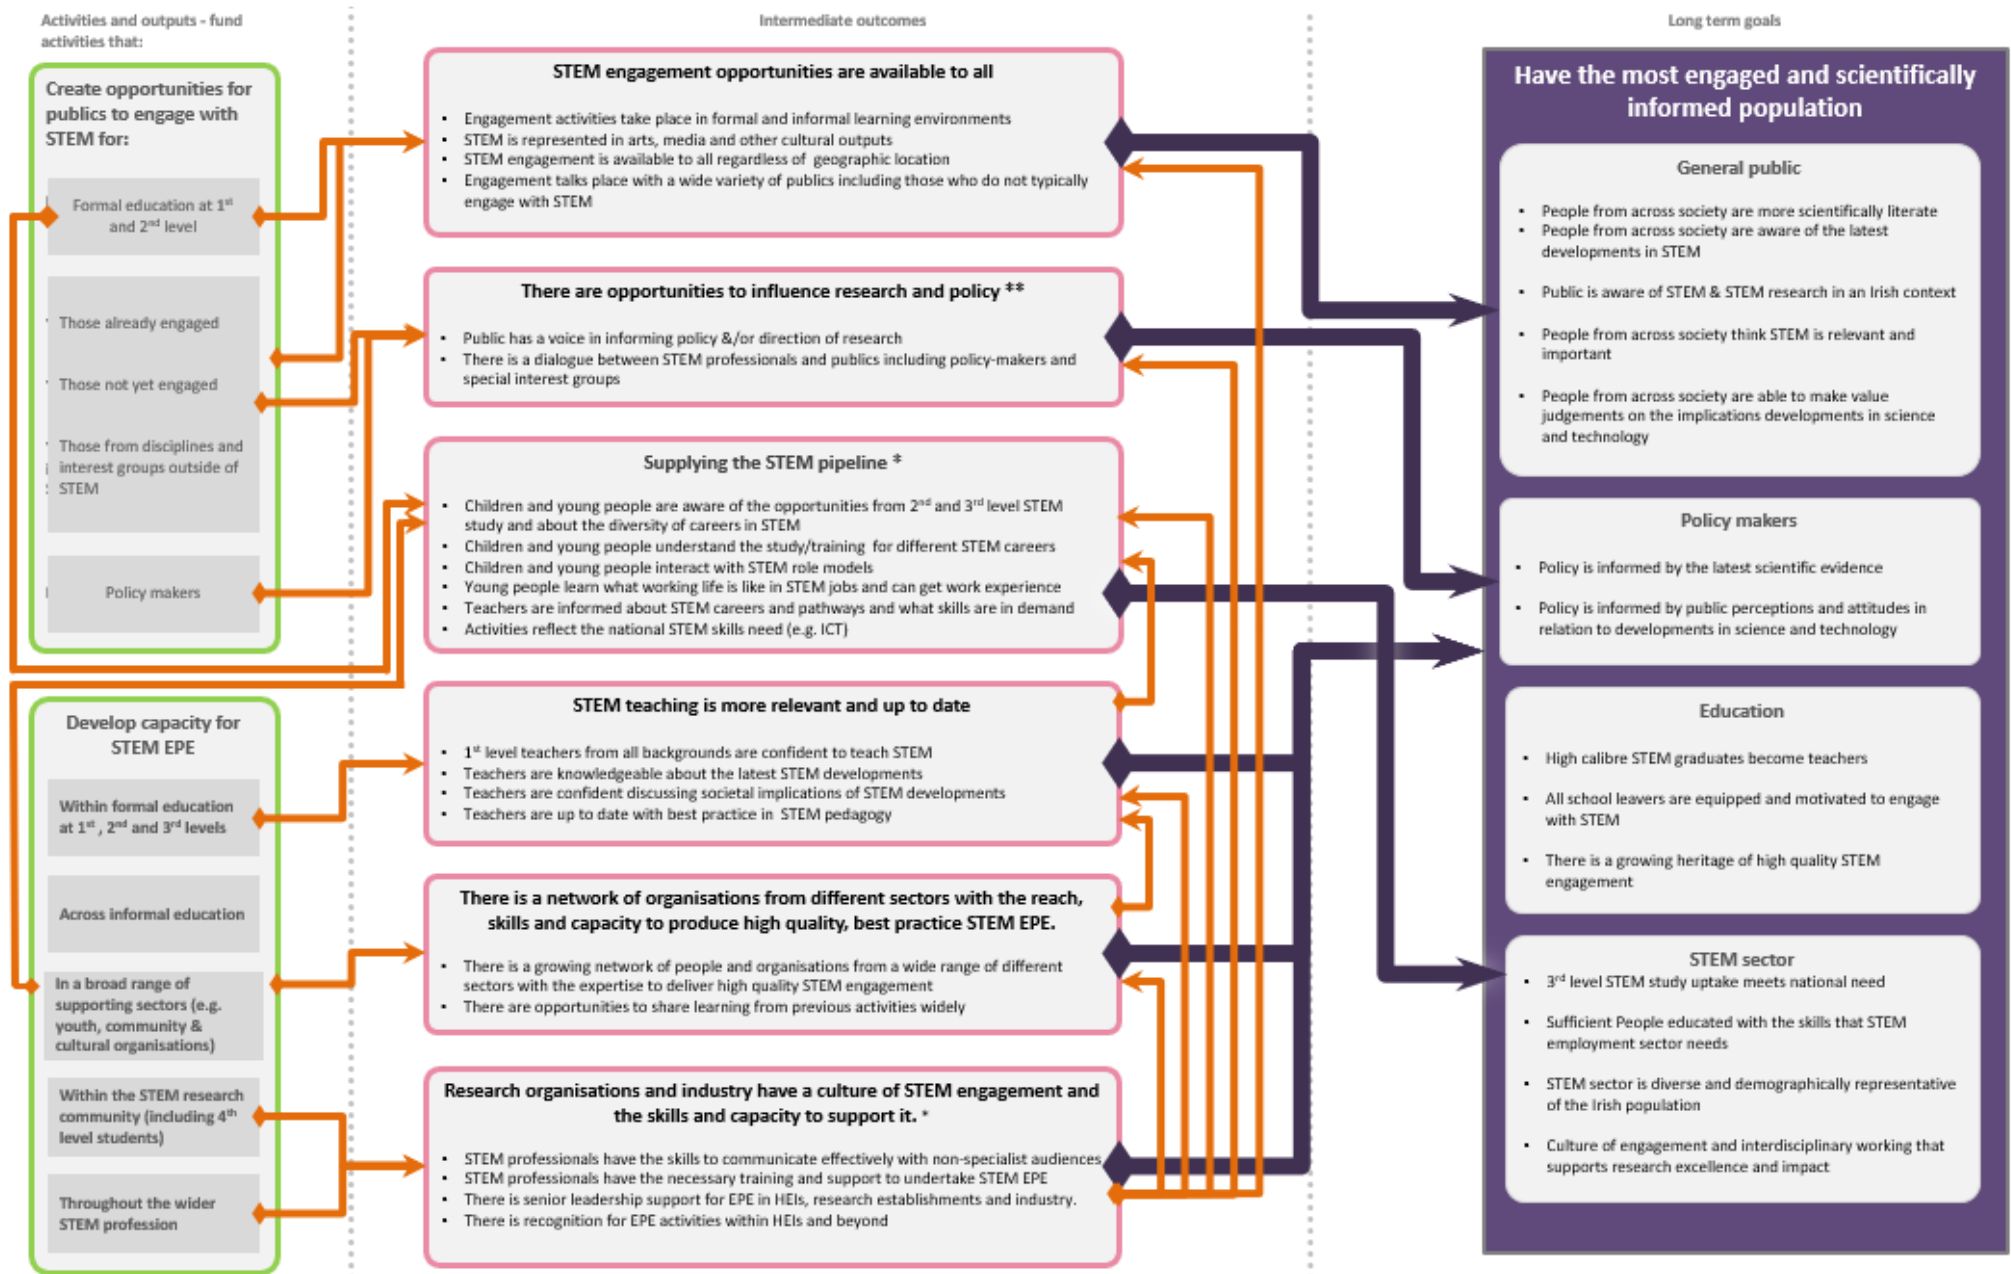 Activities and outputs - fund
activities that:
Intermediate outcomes
Long term goals
Create opportunities for
publics to engage with
STEM for:
Formal education at 1st
and 2nd level
Those already engaged
Those not yet engaged
Those from disciplines and
interest groups outside of
STEM
Policy makers
Develop capacity for
STEM EPE
Within formal education
at 1st , 2nd and 3rd levels
Across informal education
In a broad range of
supporting sectors (e.g.
youth, community &
cultural organisations)
Within the STEM research
community (including 4th
level students)
Throughout the wider
STEM profession
STEM engagement opportunities are available to all
▪ Engagement activities take place in formal and informal learning environments
▪ STEM is represented in arts, media and other cultural outputs
▪ STEM engagement is available to all regardless of geographic location
▪ Engagement talks place with a wide variety of publics including those who do not typically
engage with STEM
There are opportunities to influence research and policy **
▪ Public has a voice in informing policy &/or direction of research
▪ There is a dialogue between STEM professionals and publics including policy-makers and
special interest groups
Supplying the STEM pipeline *
▪ Children and young people are aware of the opportunities from 2nd and 3rd level STEM
study and about the diversity of careers in STEM
▪ Children and young people understand the study/training for different STEM careers
▪ Children and young people interact with STEM role models
▪ Young people learn what working life is like in STEM jobs and can get work experience
▪ Teachers are informed about STEM careers and pathways and what skills are in demand
▪ Activities reflect the national STEM skills need (e.g. ICT)
STEM teaching is more relevant and up to date
▪ 1st level teachers from all backgrounds are confident to teach STEM
▪ Teachers are knowledgeable about the latest STEM developments
▪ Teachers are confident discussing societal implications of STEM developments
▪ Teachers are up to date with best practice in STEM pedagogy
There is a network of organisations from different sectors with the reach,
skills and capacity to produce high quality, best practice STEM EPE.
▪ There is a growing network of people and organisations from a wide range of different
sectors with the expertise to deliver high quality STEM engagement
▪ There are opportunities to share learning from previous activities widely
Research organisations and industry have a culture of STEM engagement and
the skills and capacity to support it. *
▪ STEM professionals have the skills to communicate effectively with non-specialist audiences
▪ STEM professionals have the necessary training and support to undertake STEM EPE
▪ There is senior leadership support for EPE in HEIs, research establishments and industry.
▪ There is recognition for EPE activities within HEIs and beyond
Have the most engaged and scientifically
informed population
General public
▪ People from across society are more scientifically literate
▪ People from across society are aware of the latest
developments in STEM
▪ Public is aware of STEM & STEM research in an Irish context
▪ People from across society think STEM is relevant and
important
▪ People from across society are able to make value
judgements on the implications developments in science
and technology
Policy makers
▪ Policy is informed by the latest scientific evidence
▪ Policy is informed by public perceptions and attitudes in
relation to developments in science and technology
Education
▪ High calibre STEM graduates become teachers
▪ All school leavers are equipped and motivated to engage
with STEM
▪ There is a growing heritage of high quality STEM
engagement
STEM sector
▪ 3rd level STEM study uptake meets national need
▪ Sufficient People educated with the skills that STEM
employment sector needs
▪ STEM sector is diverse and demographically representative
of the Irish population
▪ Culture of engagement and interdisciplinary working that
supports research excellence and impact